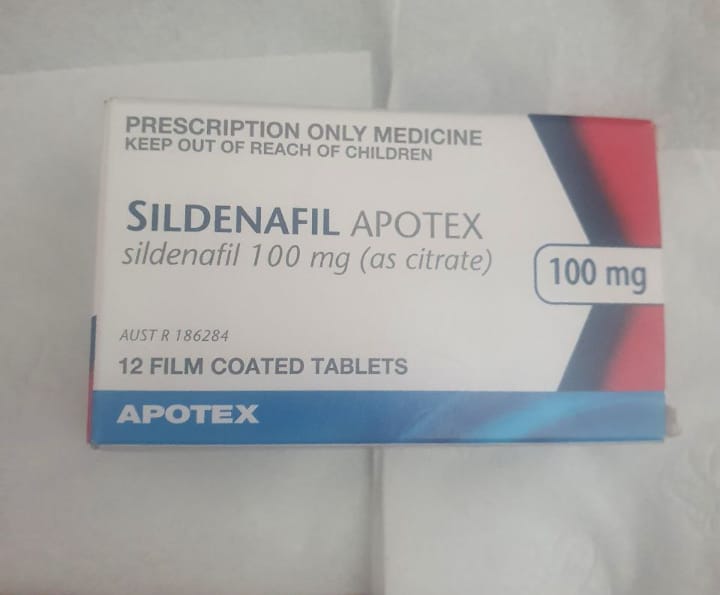 PRESCRIPTION ONLY MEDICINE
KEEP OUT OF REACH OF CHILDREN
SILDENAFIL APOTEX
sildenafil 100 mg (as citrate)
100 mg
AUST R 186284
12 FILM COATED TABLETS
APOTEX